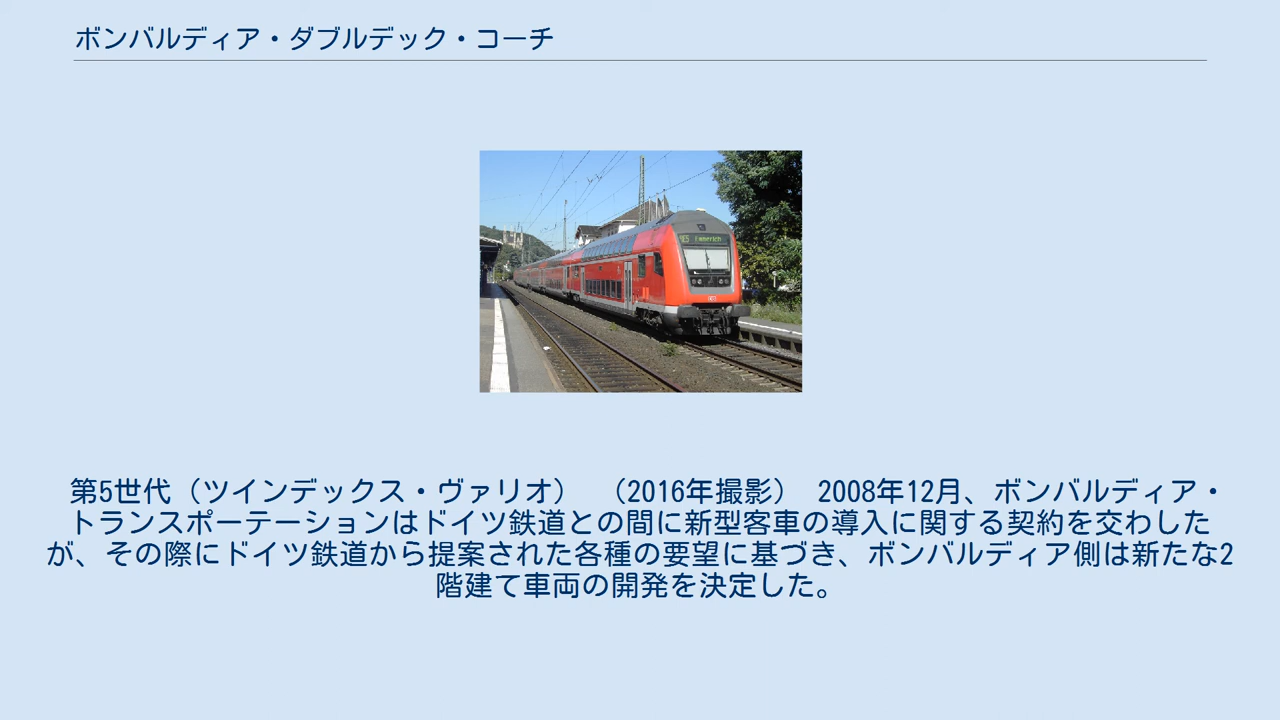 ボンバルディア・ダブルデック・コーチ
Emmerich
第5世代（ツインデックス・ヴァリオ） （2016年撮影） 2008年12月、ボンバルディア・
トランスポーテーションはドイツ鉄道との間に新型客車の導入に関する契約を交わした
が、その際にドイツ鉄道から提案された各種の要望に基づき、ボンバルディア側は新たな2
階建て車両の開発を決定した。